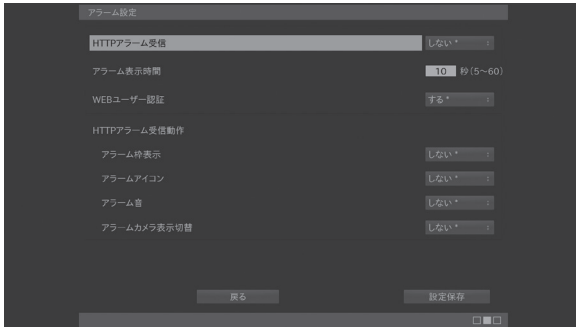 アラーム設定
HTTPアラーム受信 しない *
アラーム表示時間 10 秒(5～60)
WEBユーザー認証 する *
HTTPアラーム受信動作
アラーム枠表示 しない *
アラームアイコン しない *
アラーム音 しない *
アラームカメラ表示切替 しない *
戻る 設定保存